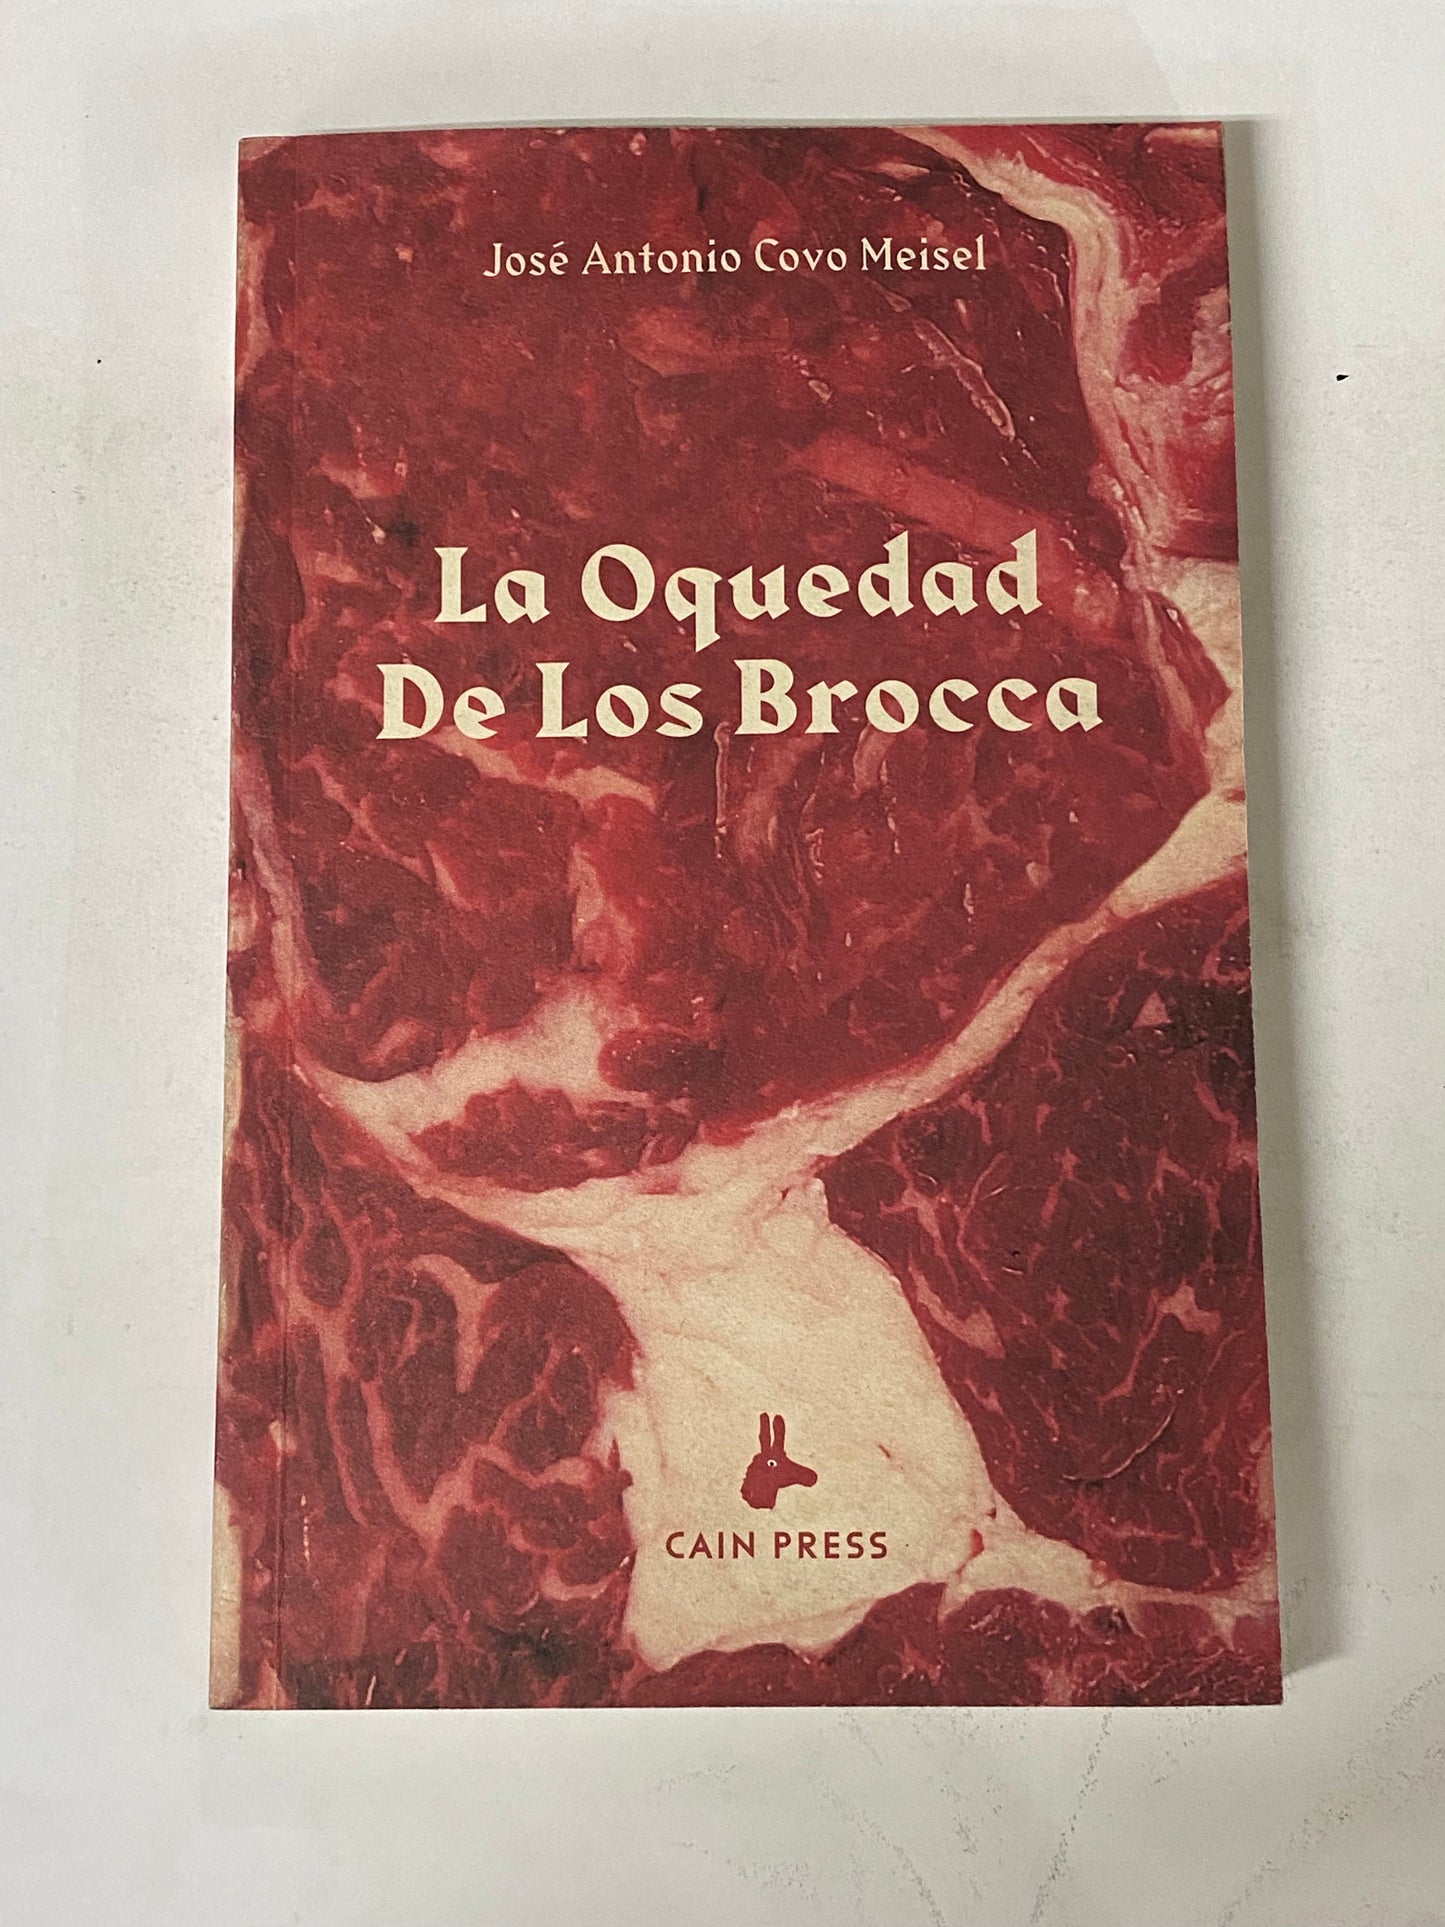 José Antonio Covo Meisel
La Oquedad
De Los Brocca
CAIN PRESS